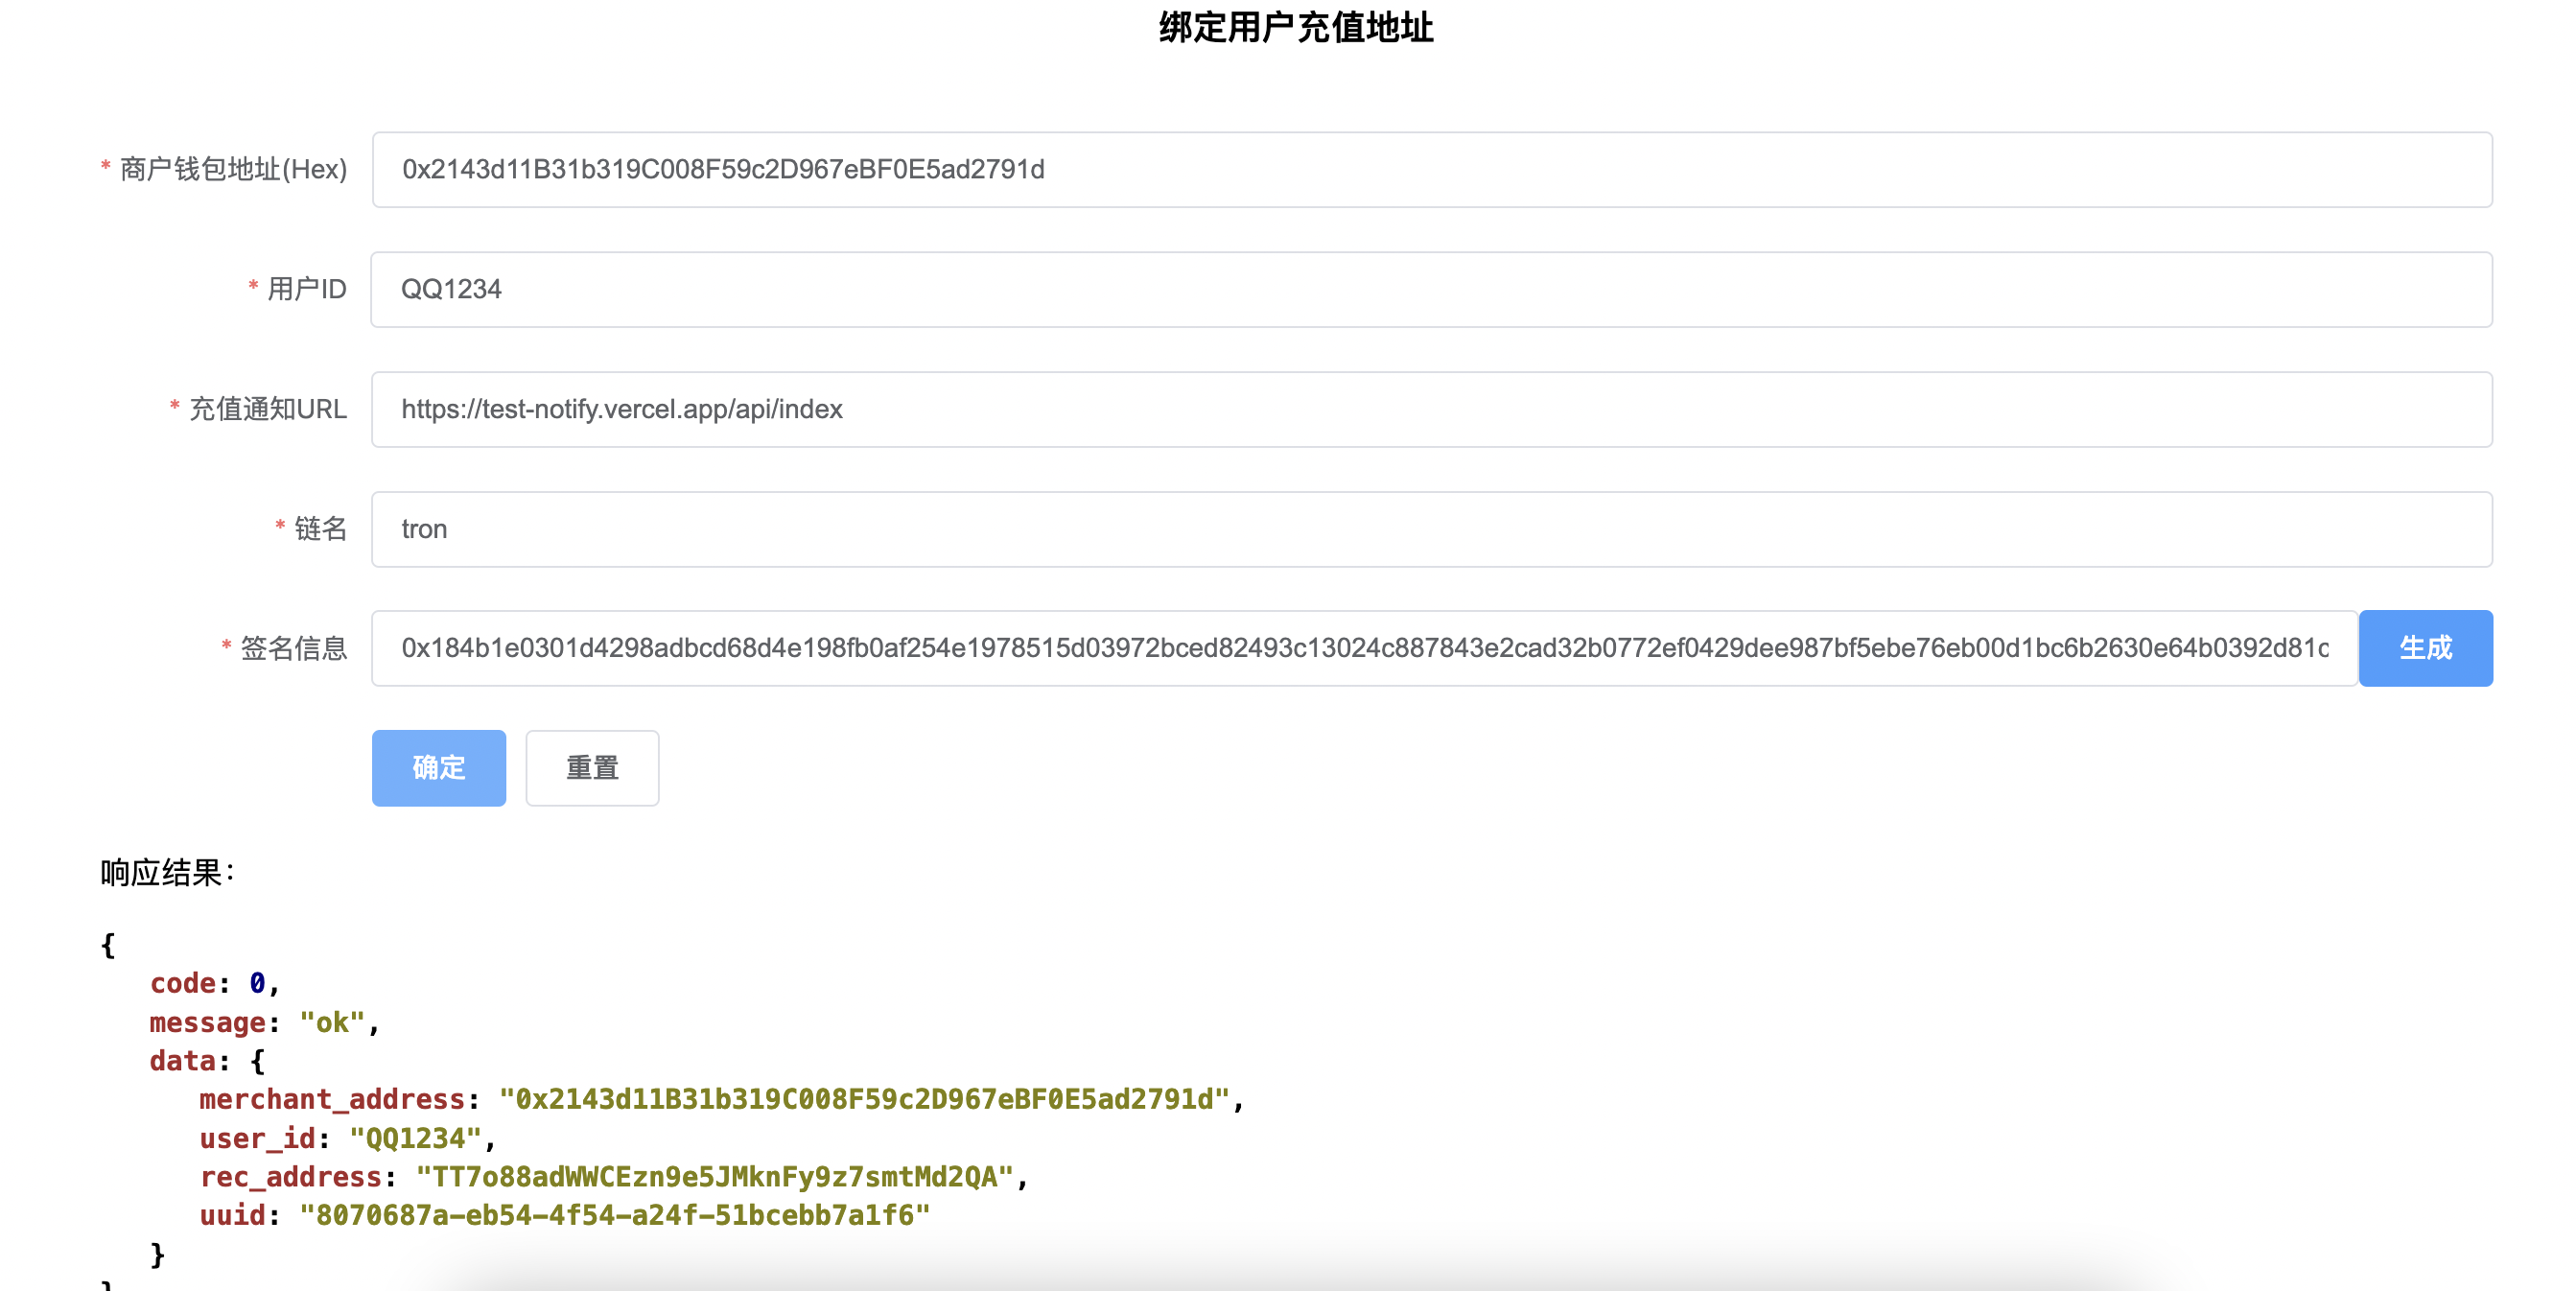 绑定用户充值地址
* 商户钱包地址(Hex) 0x2143d11B31b319C008F59c2D967eBF0E5ad2791d
* 用户ID QQ1234
* 充值通知URL https://test-notify.vercel.app/api/index
* 链名 tron
* 签名信息 0x184b1e0301d4298adbcd68d4e198fb0af254e1978515d03972bced82493c13024c887843e2cad32b0772ef0429dee987bf5ebe76eb00d1bc6b2630e64b0392d81c 生成
确定 重置
响应结果：
{
code: 0,
message: "ok",
data: {
merchant_address: "0x2143d11B31b319C008F59c2D967eBF0E5ad2791d",
user_id: "QQ1234",
rec_address: "TT7o88adWWCEzn9e5JMknFy9z7smtMd2QA",
uuid: "8070687a-eb54-4f54-a24f-51bcebb7a1f6"
}
}